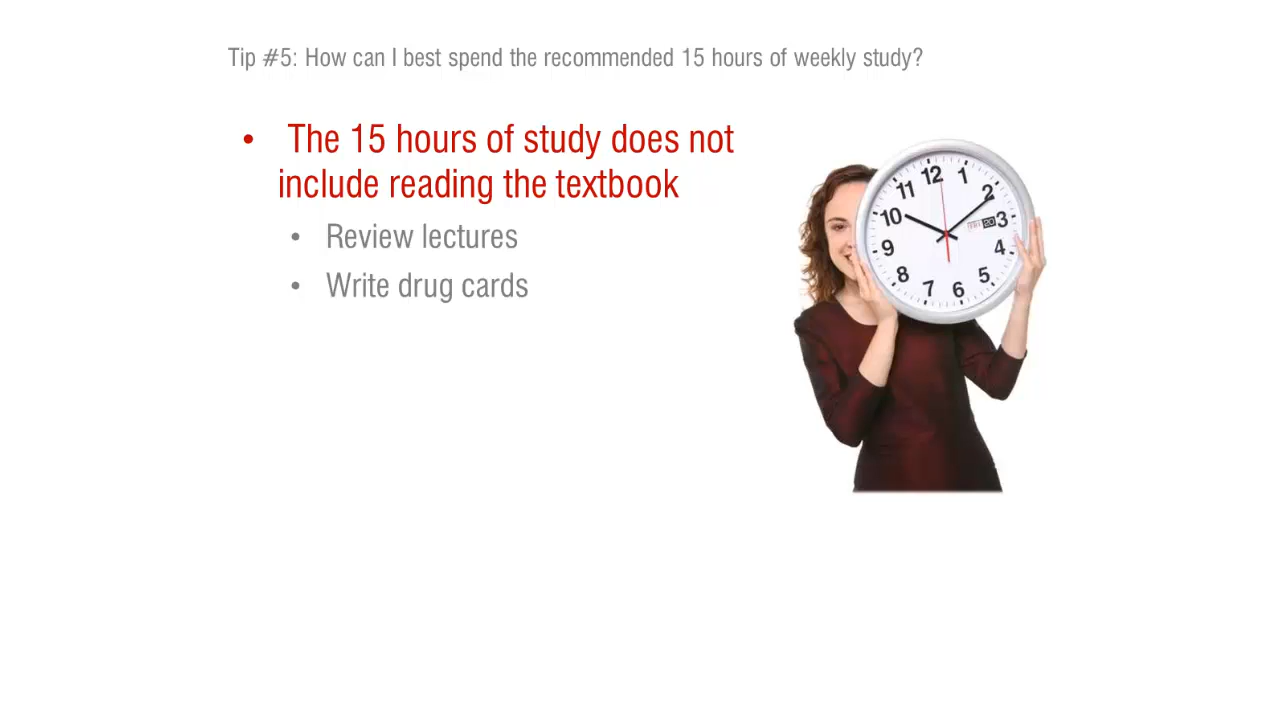 Tip #5: How can I best spend the recommended 15 hours of weekly study?
• The 15 hours of study does not
include reading the textbook
• Review lectures
• Write drug cards
12
1
2
3
4
5
6
7
8
9
10
11
20